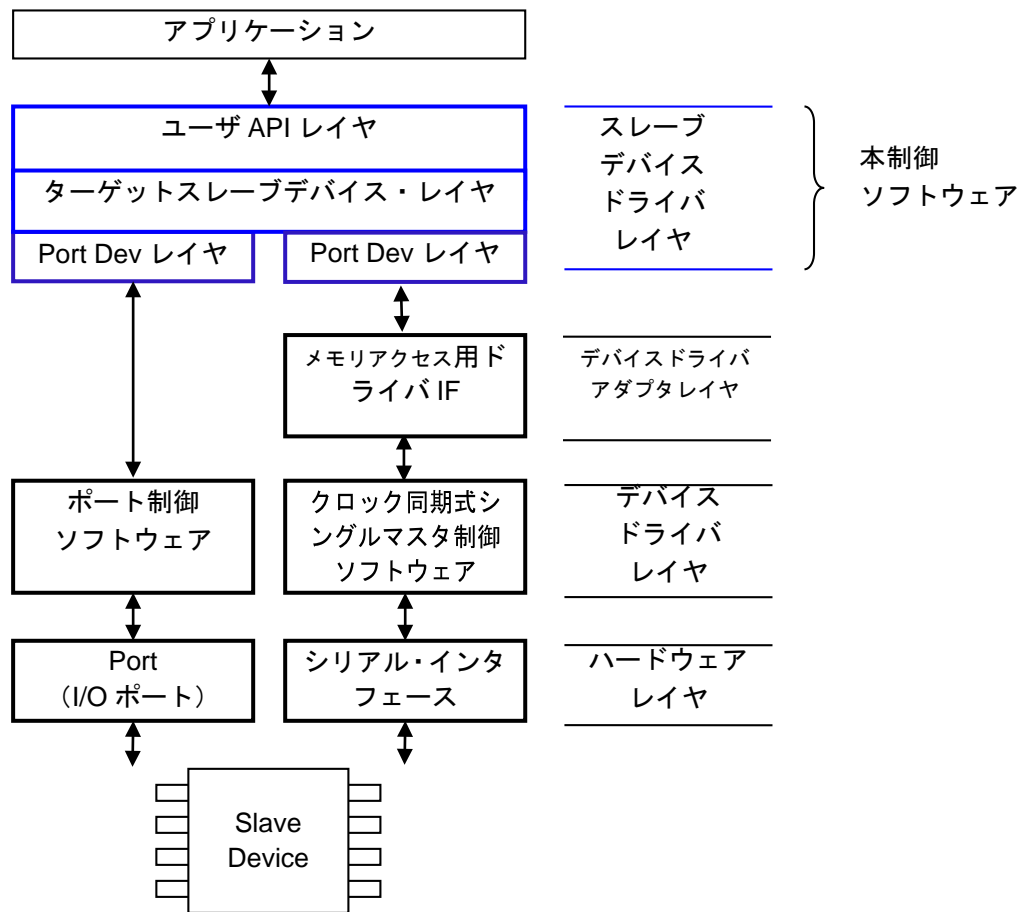 アプリケーション
ユーザ API レイヤ
ターゲットスレーブデバイス・レイヤ
Port Dev レイヤ
Port Dev レイヤ
スレーブ
デバイス
ドライバ
レイヤ
本制御
ソフトウェア
メモリアクセス用ド
ライバ IF
デバイスドライバ
アダプタレイヤ
ポート制御
ソフトウェア
クロック同期式シ
ングルマスタ制御
ソフトウェア
デバイス
ドライバ
レイヤ
Port
（I/O ポート）
シリアル・インタ
フェース
ハードウェア
レイヤ
Slave
Device